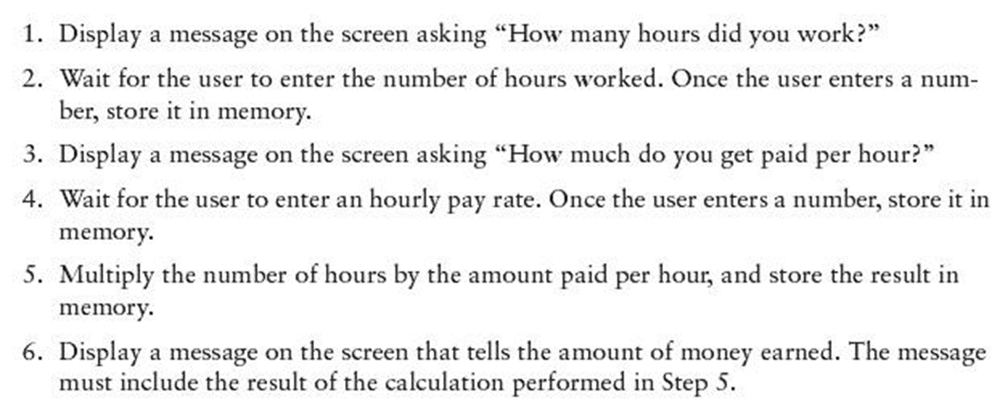 1. Display a message on the screen asking “How many hours did you work?”
2. Wait for the user to enter the number of hours worked. Once the user enters a num-
ber, store it in memory.
3. Display a message on the screen asking “How much do you get paid per hour?”
4. Wait for the user to enter an hourly pay rate. Once the user enters a number, store it in
memory.
5. Multiply the number of hours by the amount paid per hour, and store the result in
memory.
6. Display a message on the screen that tells the amount of money earned. The message
must include the result of the calculation performed in Step 5.